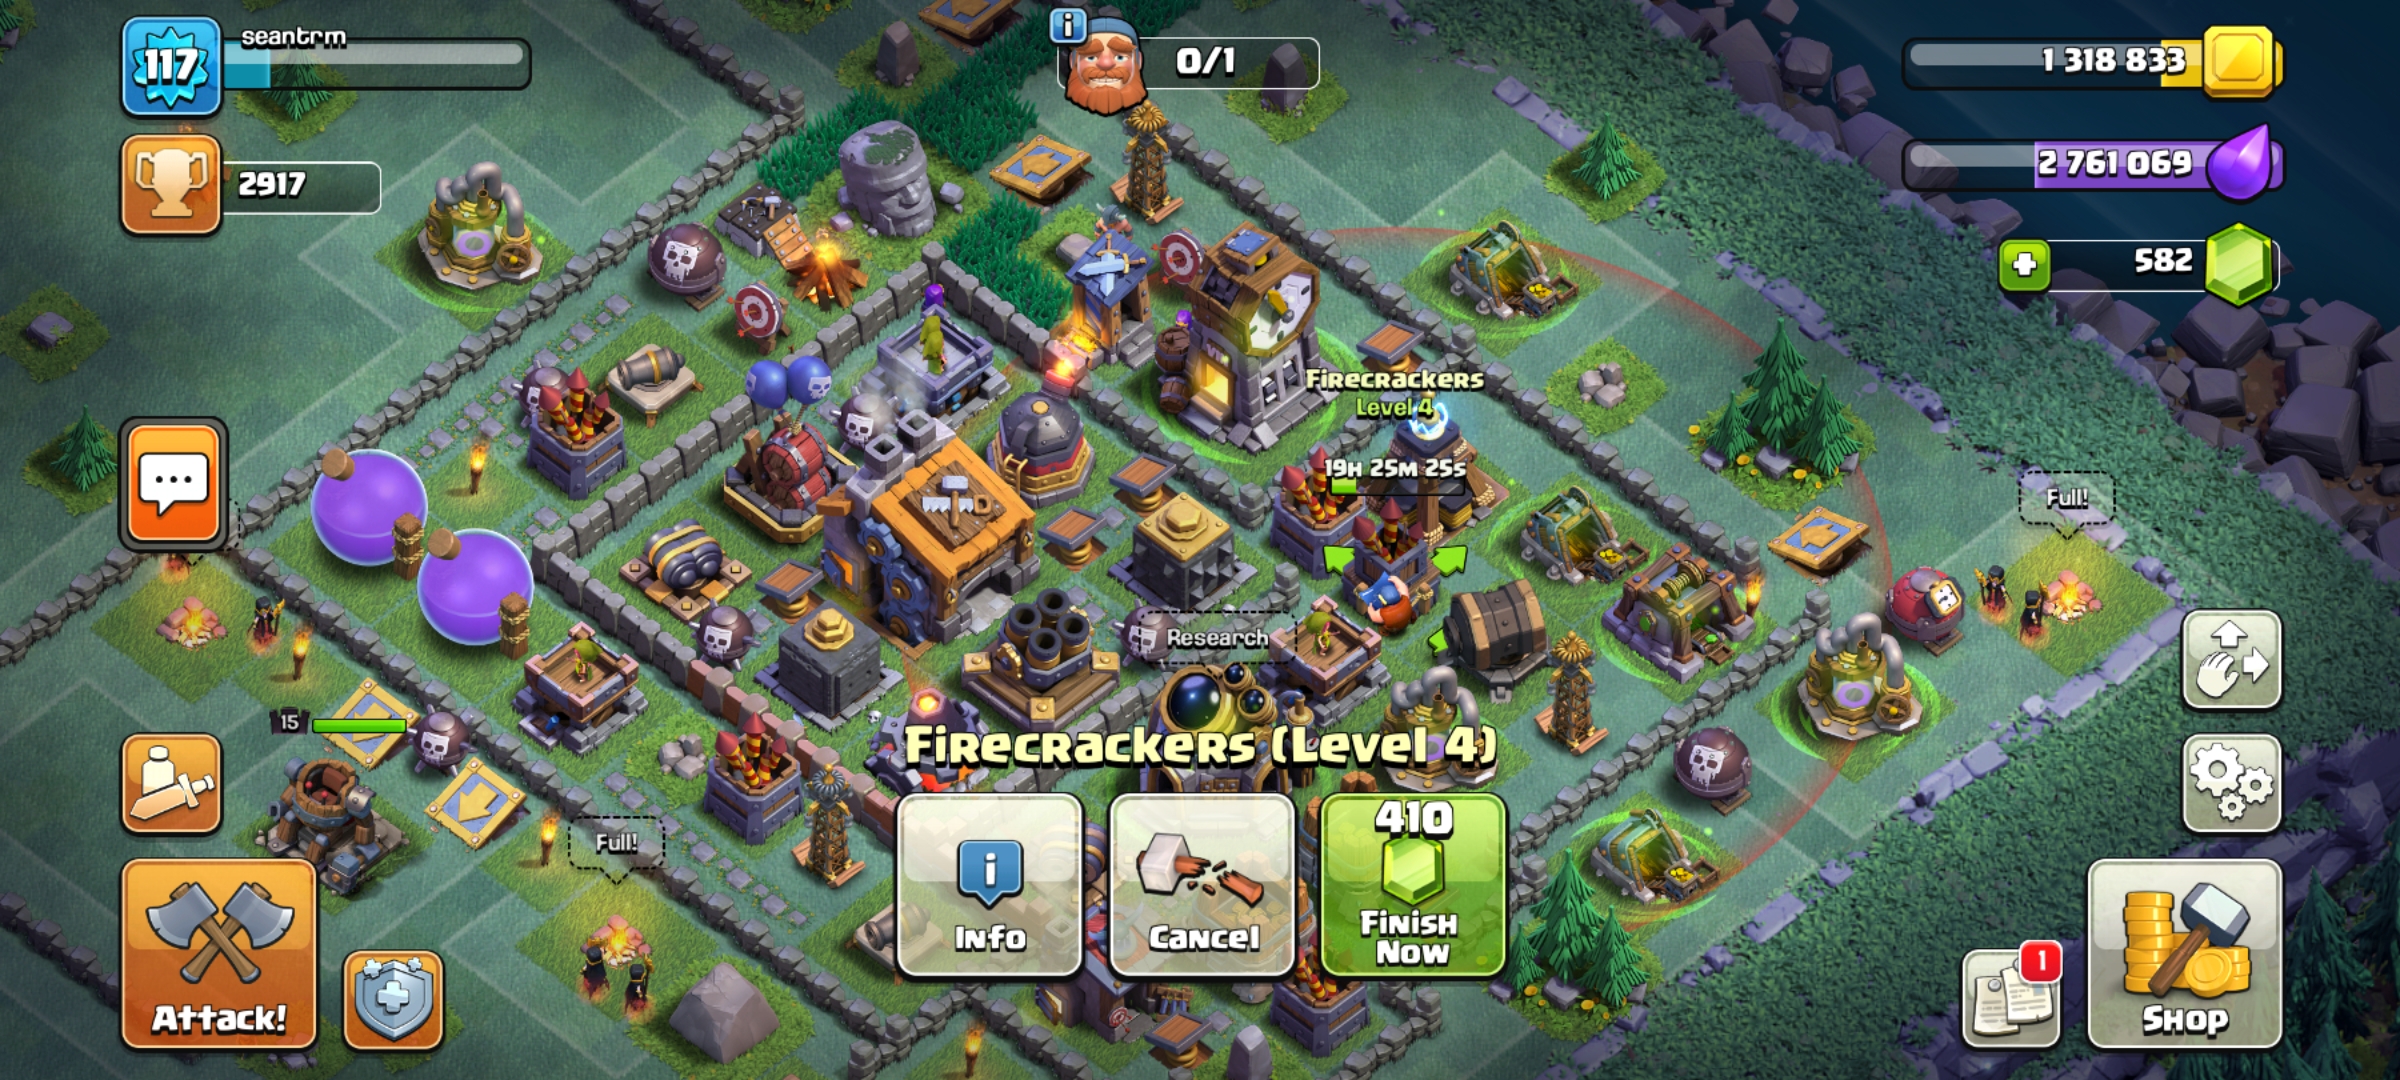 117
seantrm
0/1
1 318 833
2917
2 761 069
582
Firecrackers
Level 4
19H 25M 25S
Full!
Research
15
Firecrackers (Level 4)
Full!
410
Info
Cancel
Finish
Now
1
Attack!
Shop